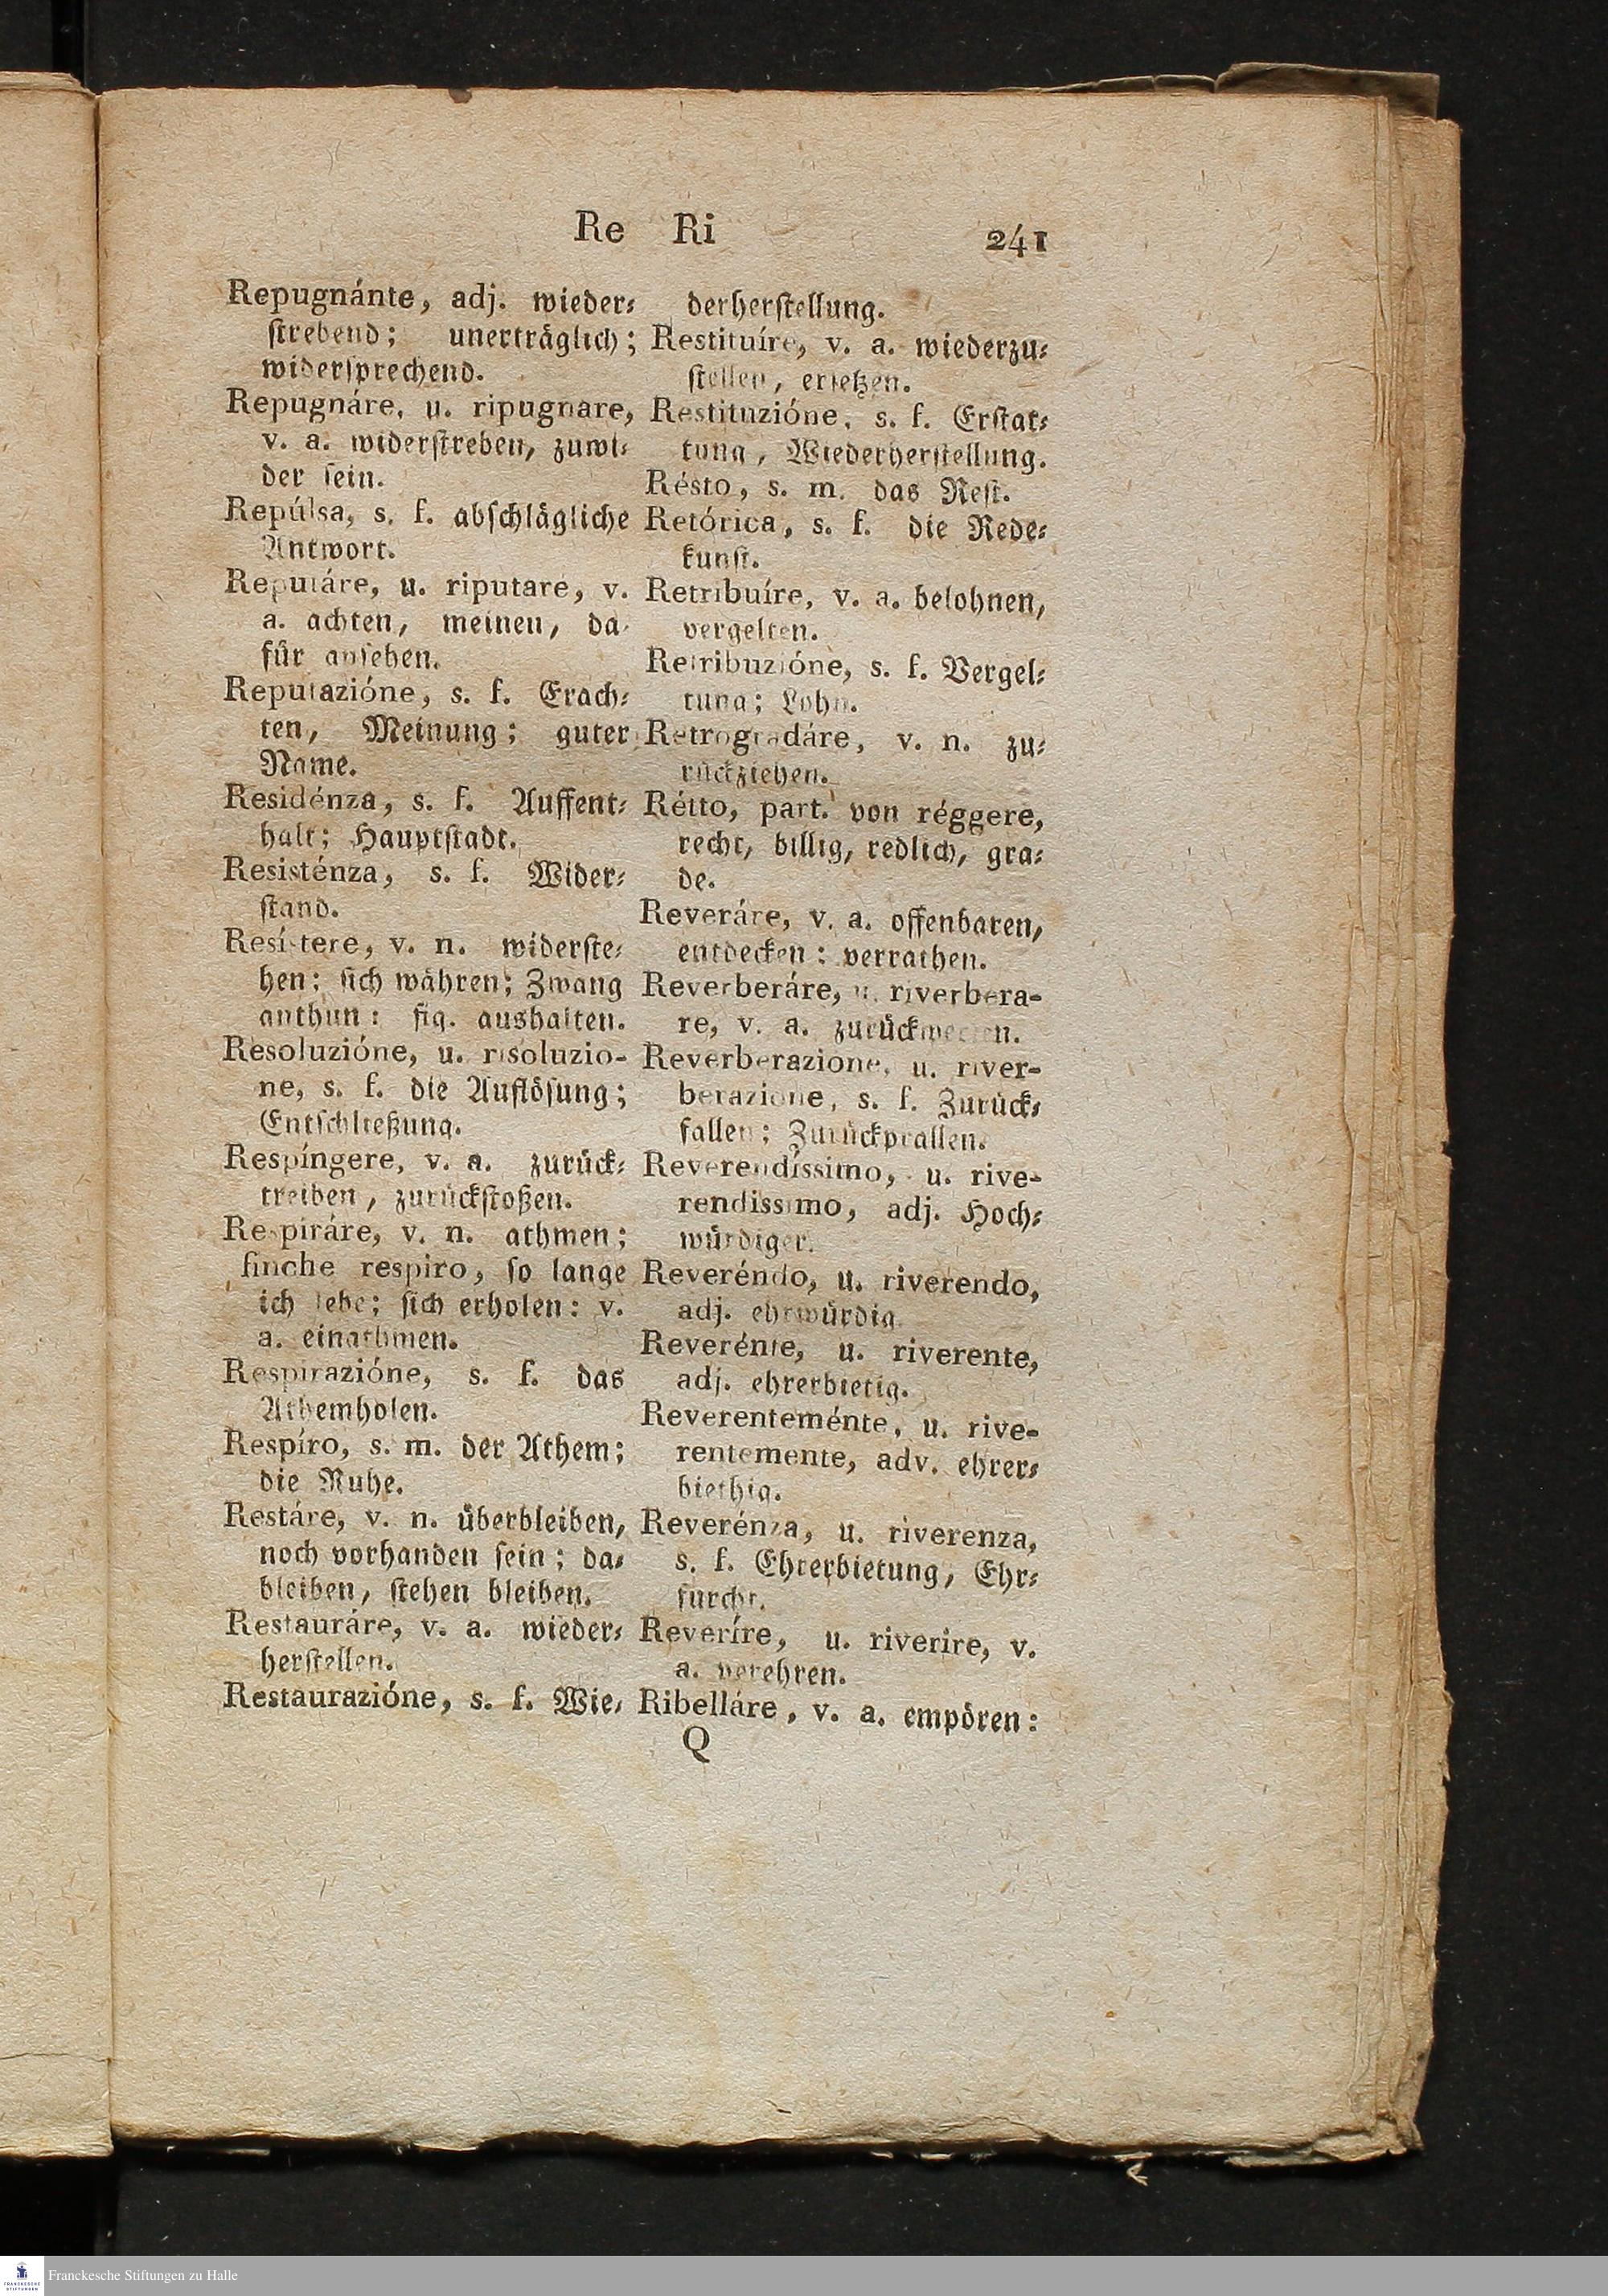 Re Ri 241
Repugnánte, adj. wieder⸗
ſtrebend; unerträglich;
widerſprechend.
Repugnáre, u. ripugnare,
v. a. widerſtreben, zuwi⸗
der ſein.
Repúlsa, s. f. abſchlägliche
Antwort.
Reputáre, u. riputare, v.
a. achten, meinen, da⸗
für anſehen.
Reputazióne, s. f. Erach⸗
ten, Meinung; guter
Name.
Residénza, s. f. Auffent⸗
halt; Hauptſtadt.
Resisténza, s. f. Wider⸗
ſtand.
Resístere, v. n. widerſte⸗
hen; ſich währen; Zwang
anthun: fig. aushalten.
Resoluzióne, u. risoluzio-
ne, s. f. die Auflöſung;
Entſchließung.
Respíngere, v. a. zurück⸗
treiben, zurückſtoßen.
Respiráre, v. n. athmen;
finche respiro, ſo lange
ich lebe; ſich erholen: v.
a. einathmen.
Respirazióne, s. f. das
Athemholen.
Respíro, s. m. der Athem;
die Ruhe.
Restáre, v. n. überbleiben,
noch vorhanden ſein; da⸗
bleiben, ſtehen bleiben.
Restauráre, v. a. wieder⸗
herſtellen.
Restaurazióne, s. f. Wie⸗
derherſtellung.
Restituíre, v. a. wiederzu⸗
ſtellen, erſetzen.
Restituzióne, s. f. Erſtat⸗
tung, Wiederherſtellung.
Résto, s. m. das Reſt.
Retórica, s. f. die Rede⸗
kunſt.
Retribuíre, v. a. belohnen,
vergelten.
Retribuzióne, s. f. Vergel⸗
tung; Lohn.
Retrogradáre, v. n. zu⸗
rückziehen.
Rétto, part. von réggere,
recht, billig, redlich, gra⸗
de.
Reveráre, v. a. offenbaren,
entdecken: verrathen.
Reverberáre, u. riverbera-
re, v. a. zurückwerfen.
Reverberazione, u. river-
berazione, s. f. Zurück⸗
fallen; Zurückprallen.
Reverendíssimo, u. rive-
rendissimo, adj. Hoch⸗
würdiger.
Reveréndo, u. riverendo,
adj. ehrwürdig.
Reverénte, u. riverente,
adj. ehrerbietig.
Reverenteménte, u. rive-
rentemente, adv. ehrer⸗
biethig.
Reverénza, u. riverenza,
s. f. Ehrerbietung, Ehr⸗
furcht.
Reveríre, u. riverire, v.
a. verehren.
Ribelláre, v. a. empören:
Q
FRANCKESCHE
STIFTUNGEN
Franckesche Stiftungen zu Halle